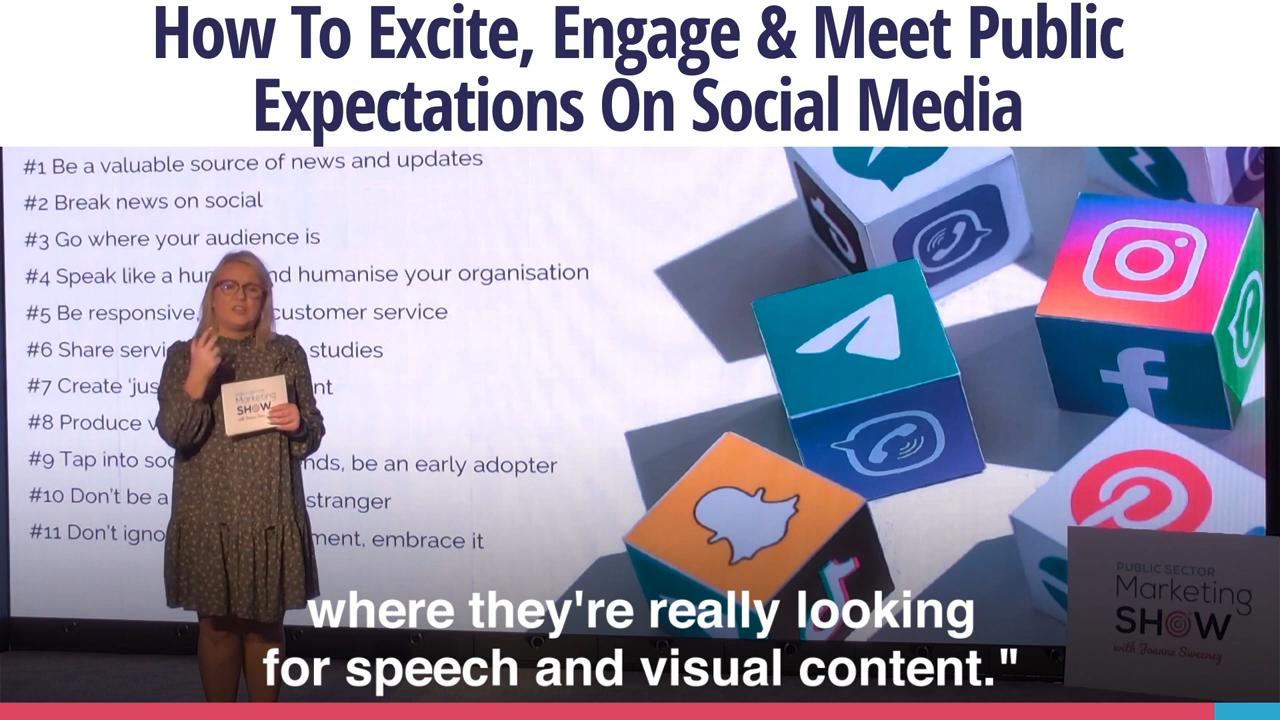 How To Excite, Engage & Meet Public
Expectations On Social Media
#1 Be a valuable source of news and updates
#2 Break news on social
#3 Go where your audience is
#4 Speak like a hu nd humanise your organisation
#5 Be responsive, customer service
#6 Share servi studies
#7 Create 'jus nt
#8 Produce v
#9 Tap into soc nds, be an early adopter
#10 Don't be a stranger
#11 Don't igno ment, embrace it
Marketing
SHOW
PUBLIC SECTOR
Marketing
SHOW
with Joanne Sweeney
where they're really looking
for speech and visual content."